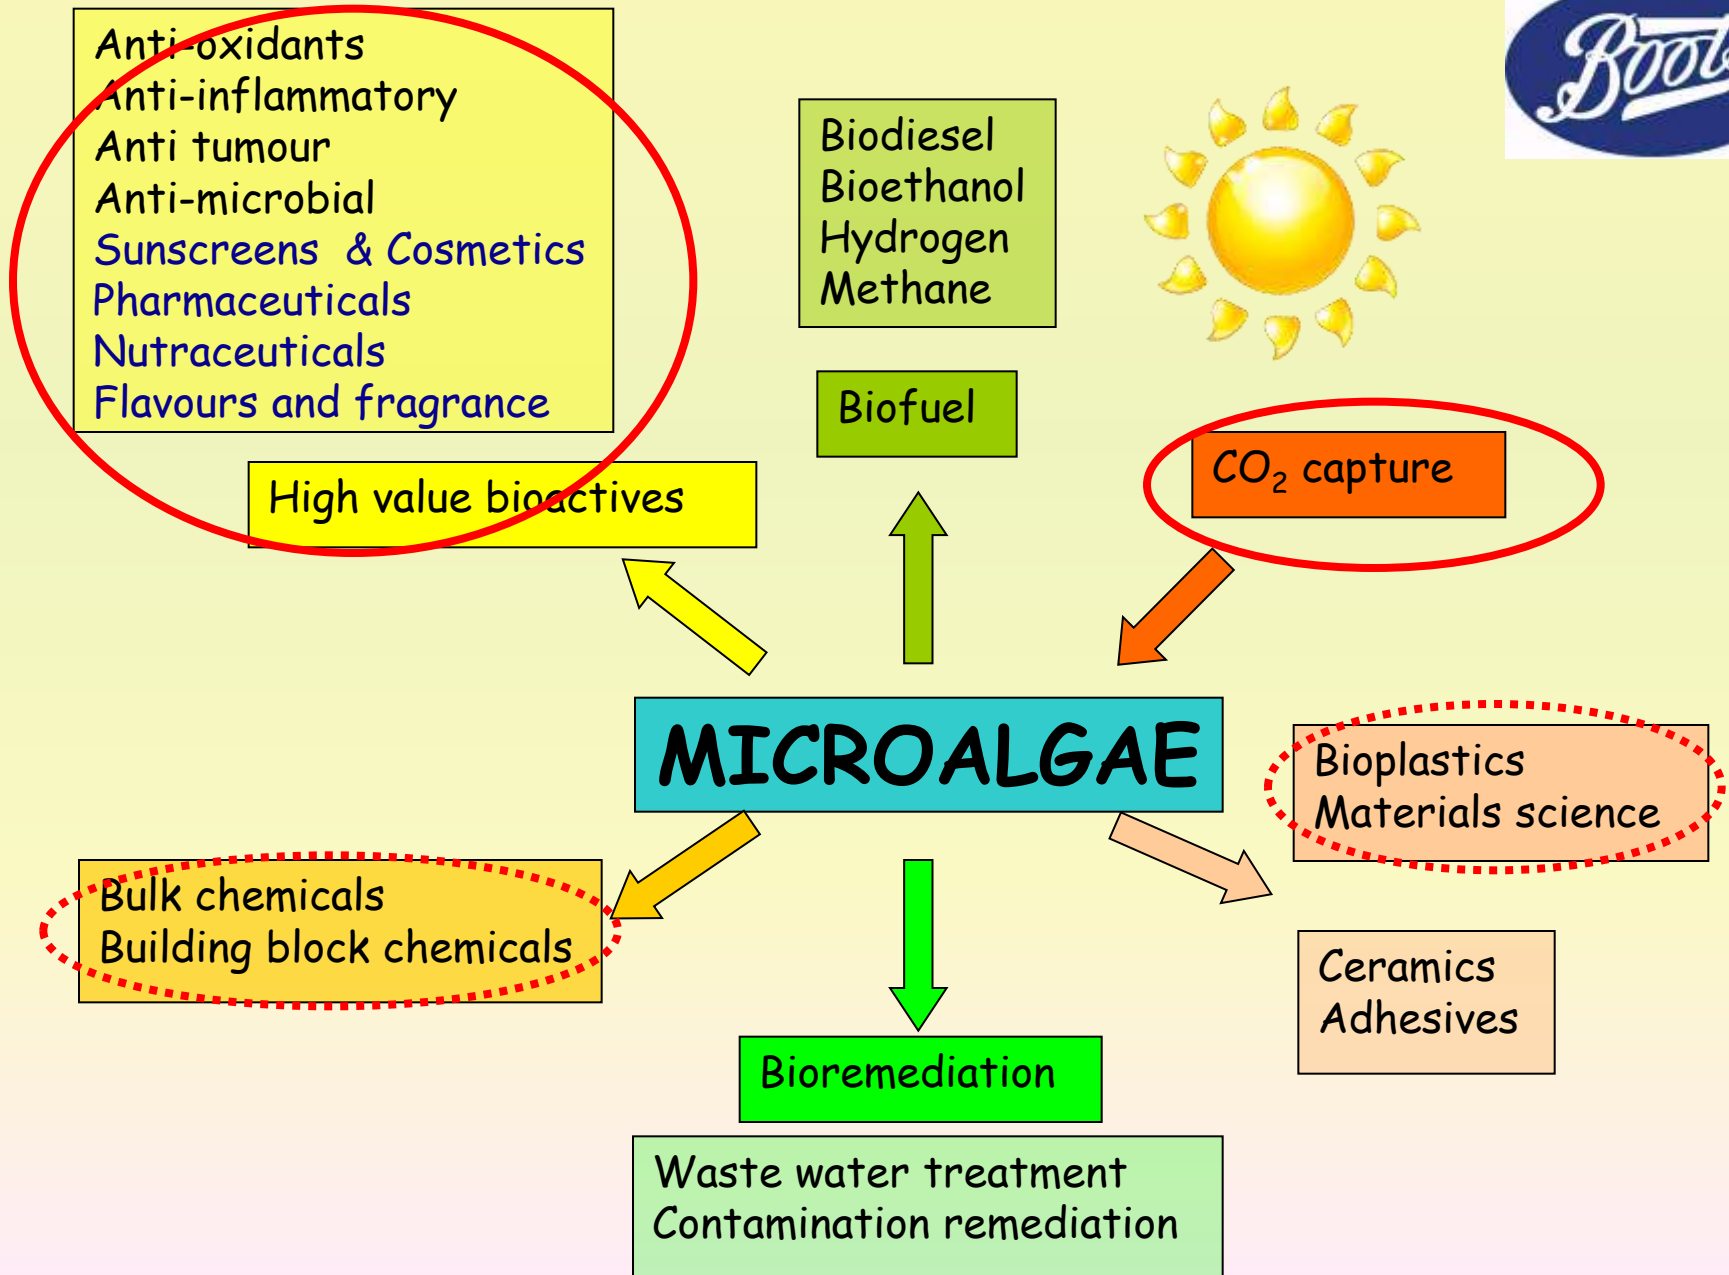 Anti-oxidants
Anti-inflammatory
Anti tumour
Anti-microbial
Sunscreens & Cosmetics
Pharmaceuticals
Nutraceuticals
Flavours and fragrance
High value bioactives
Biodiesel
Bioethanol
Hydrogen
Methane
Biofuel
Boots
CO₂ capture
MICROALGAE
Bioplastics
Materials science
Bulk chemicals
Building block chemicals
Ceramics
Adhesives
Bioremediation
Waste water treatment
Contamination remediation